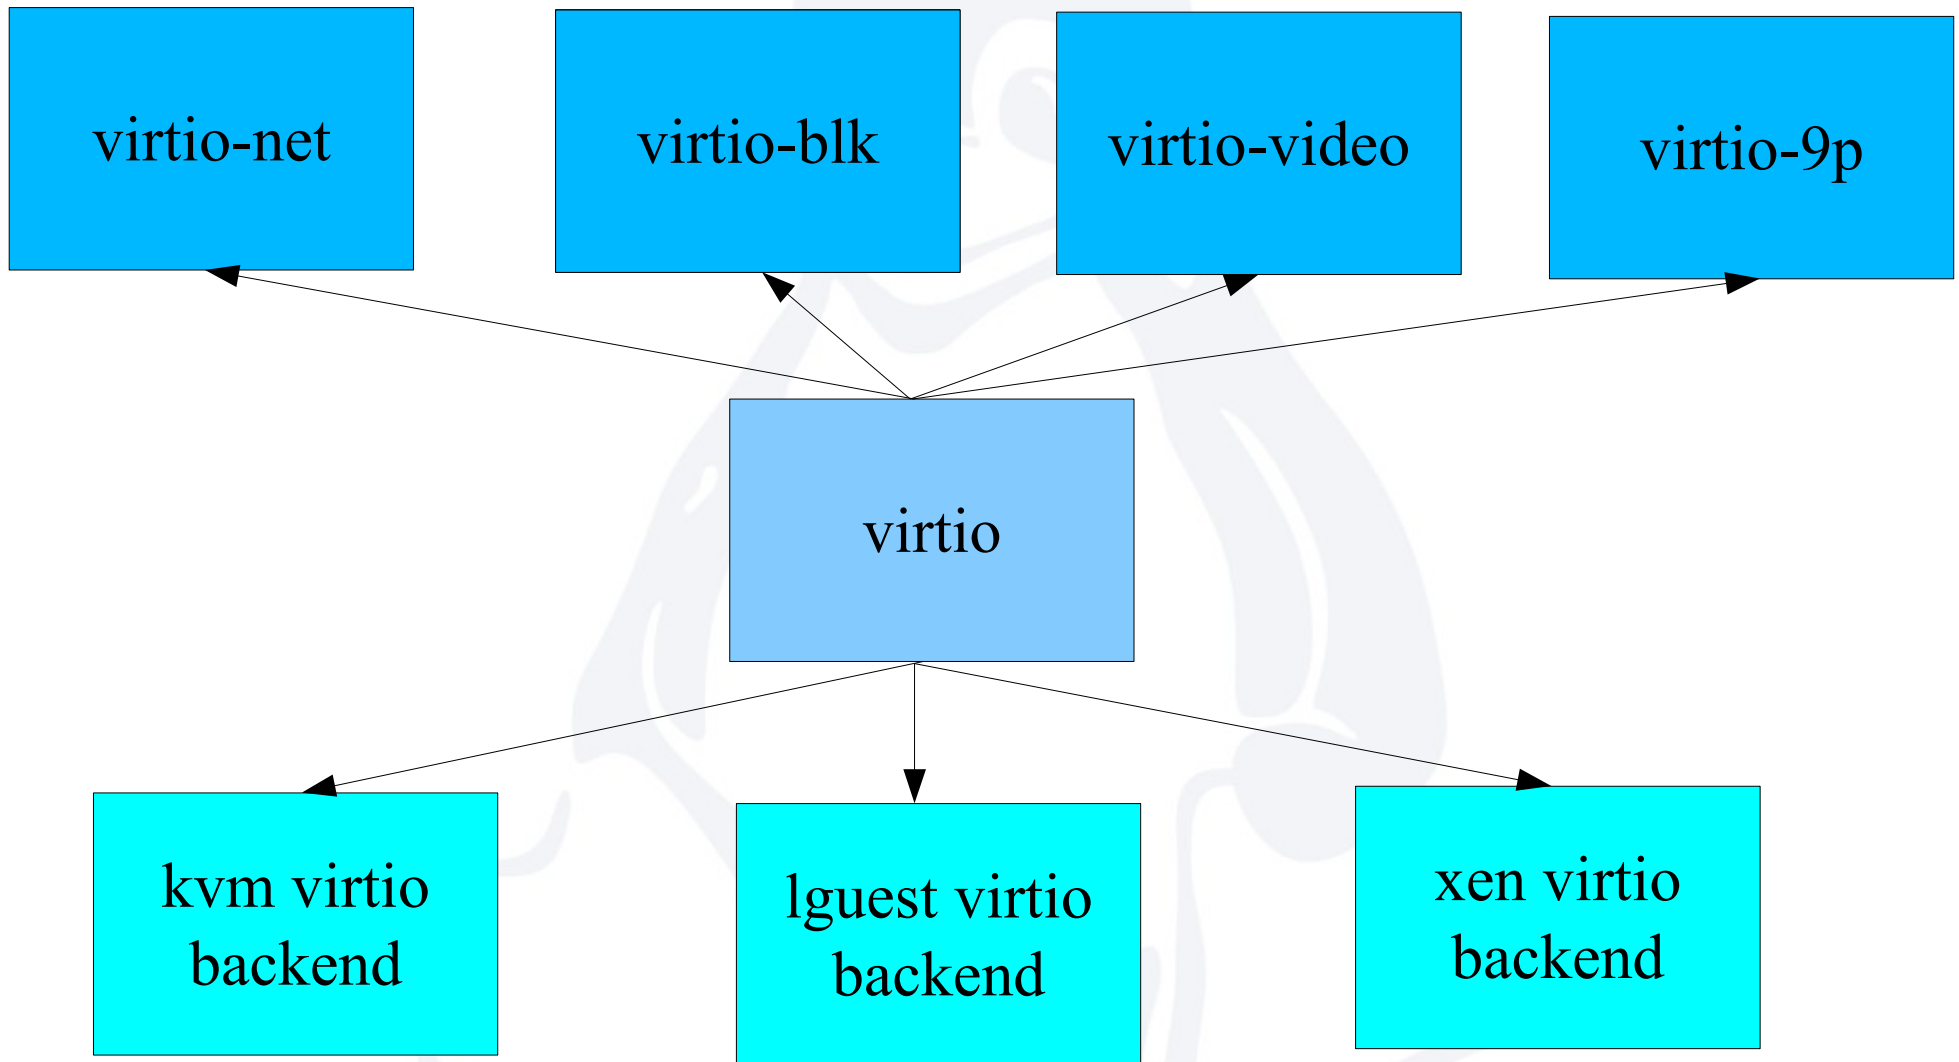 virtio-net
virtio-blk
virtio-video
virtio-9p
virtio
kvm virtio
backend
lguest virtio
backend
xen virtio
backend